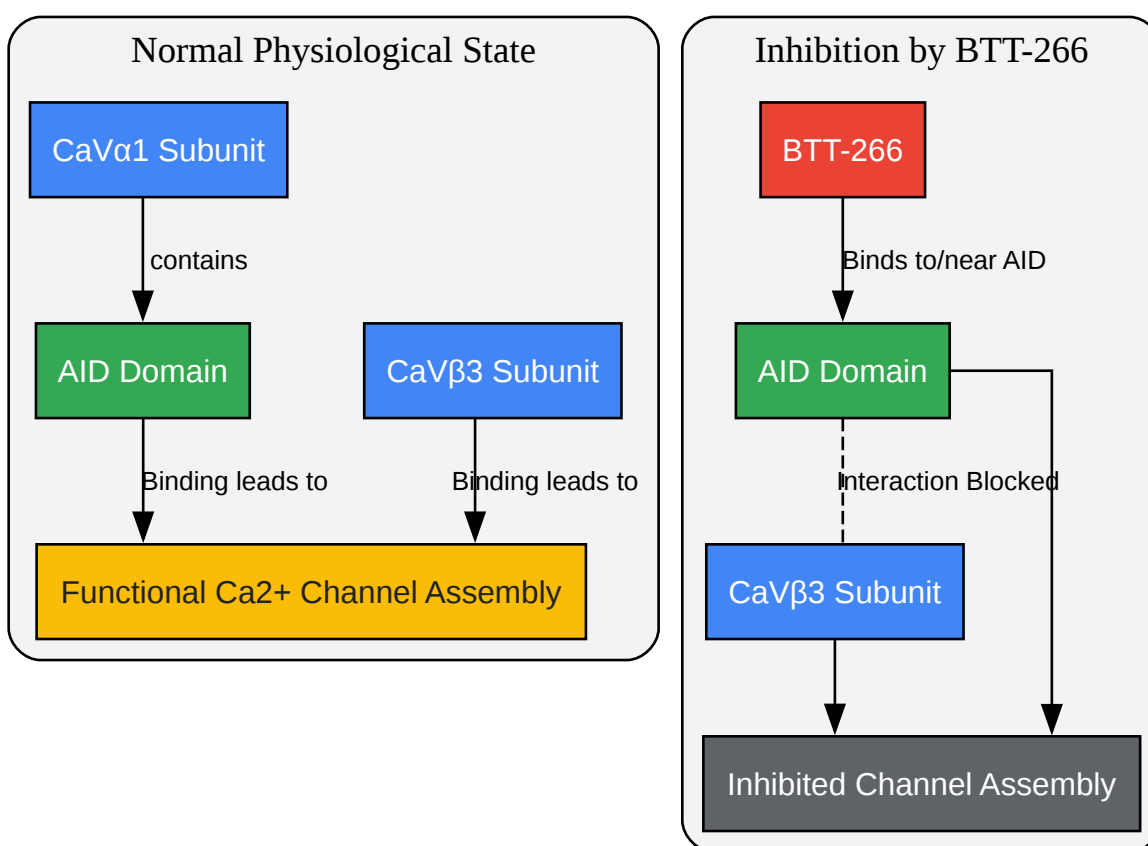 Normal Physiological State
CaVα1 Subunit
contains
AID Domain
CaVβ3 Subunit
Binding leads to
Binding leads to
Functional Ca2+ Channel Assembly
Inhibition by BTT-266
BTT-266
Binds to/near AID
AID Domain
Interaction Blocked
CaVβ3 Subunit
Inhibited Channel Assembly